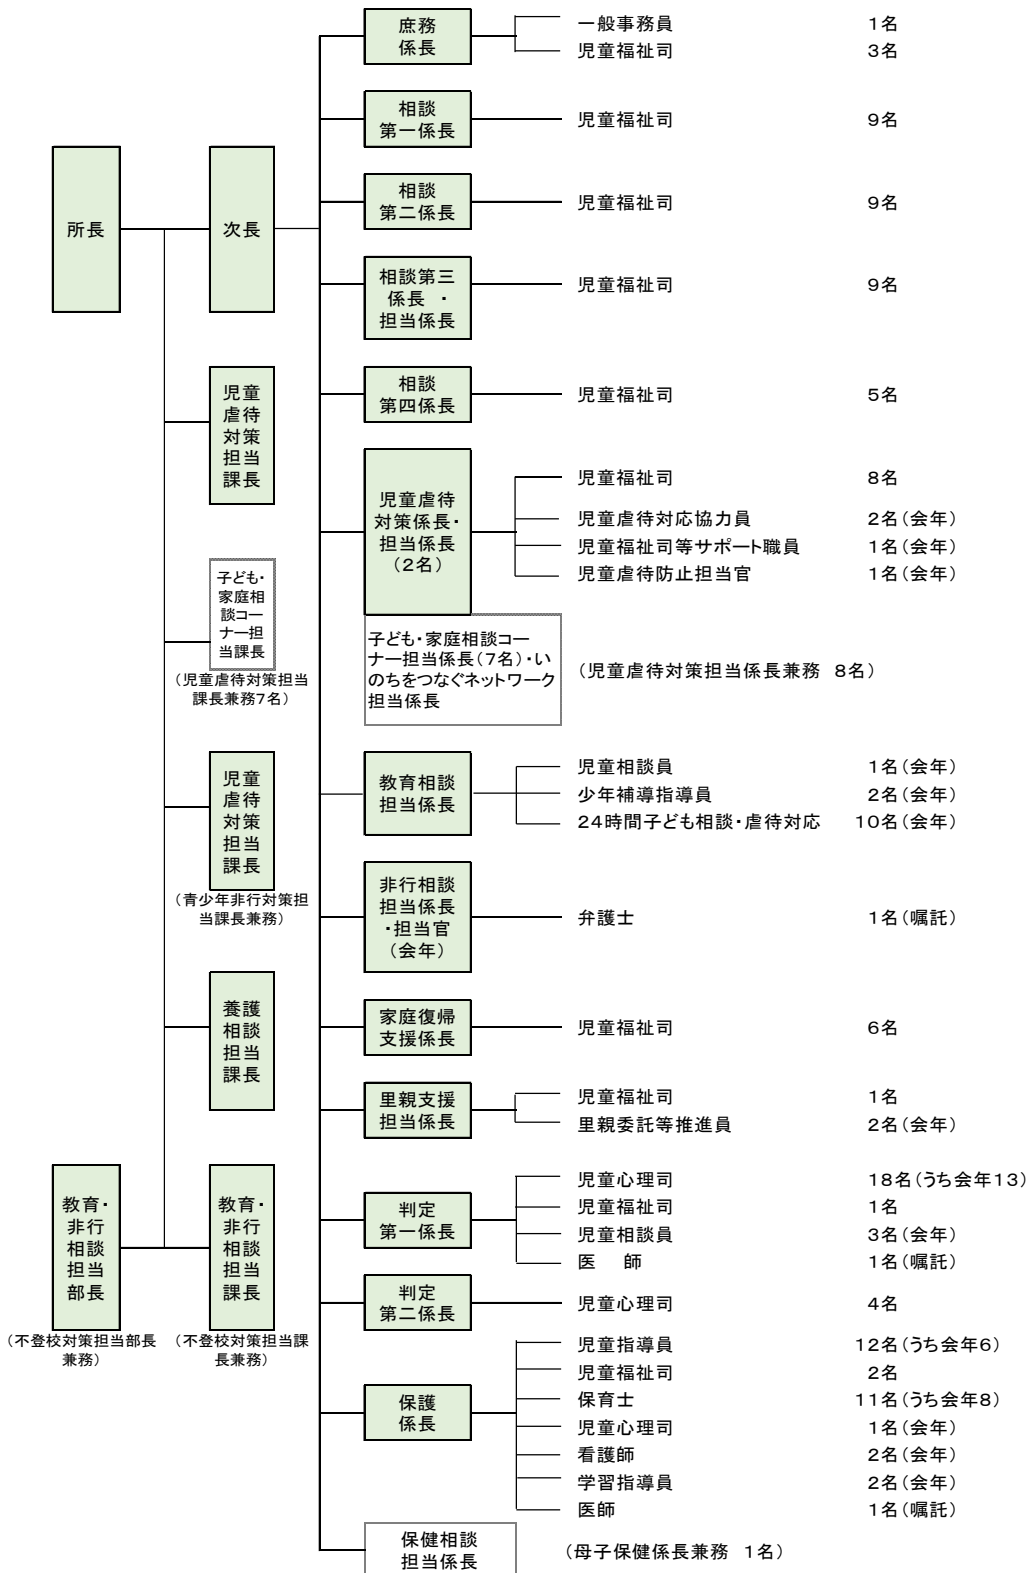 所長
次長
児童
虐待
対策
担当
課長
子ども・
家庭相
談コー
ナー担
当課長
（児童虐待対策担当
課長兼務7名）
児童
虐待
対策
担当
課長
（青少年非行対策担
当課長兼務）
養護
相談
担当
課長
教育・
非行
相談
担当
部長
（不登校対策担当部長
兼務）
教育・
非行
相談
担当
課長
（不登校対策担当課
長兼務）
庶務
係長
一般事務員 1名
児童福祉司 3名
相談
第一係長
児童福祉司 9名
相談
第二係長
児童福祉司 9名
相談第三
係長 ・
担当係長
児童福祉司 9名
相談
第四係長
児童福祉司 5名
児童虐待
対策係長・
担当係長
（2名）
児童福祉司 8名
児童虐待対応協力員 2名（会年）
児童福祉司等サポート職員 1名（会年）
児童虐待防止担当官 1名（会年）
子ども・家庭相談コー
ナー担当係長（7名）・い
のちをつなぐネットワーク
担当係長
（児童虐待対策担当係長兼務 8名）
教育相談
担当係長
児童相談員 1名（会年）
少年補導指導員 2名（会年）
24時間子ども相談・虐待対応 10名（会年）
非行相談
担当係長
・担当官
（会年）
弁護士 1名（嘱託）
家庭復帰
支援係長
児童福祉司 6名
里親支援
担当係長
児童福祉司 1名
里親委託等推進員 2名（会年）
判定
第一係長
児童心理司 18名（うち会年13）
児童福祉司 1名
児童相談員 3名（会年）
医 師 1名（嘱託）
判定
第二係長
児童心理司 4名
保護
係長
児童指導員 12名（うち会年6）
児童福祉司 2名
保育士 11名（うち会年8）
児童心理司 1名（会年）
看護師 2名（会年）
学習指導員 2名（会年）
医師 1名（嘱託）
保健相談
担当係長
（母子保健係長兼務 1名）